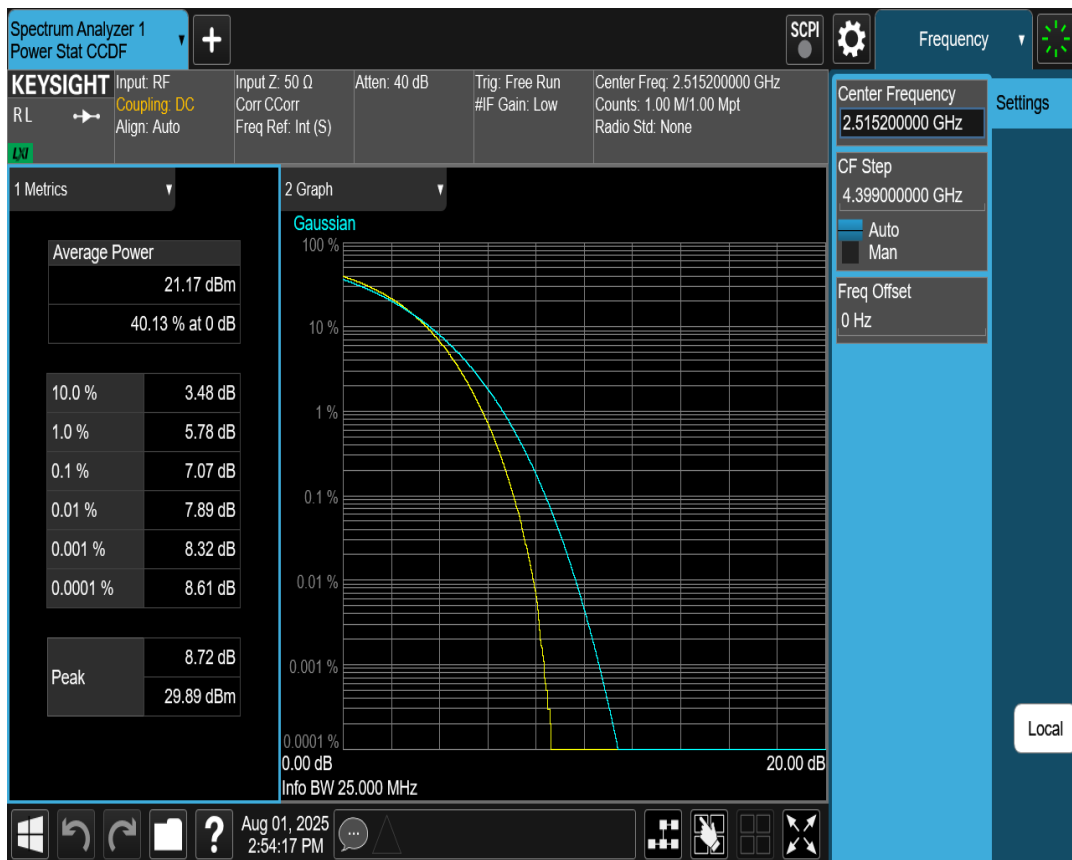 Spectrum Analyzer 1
Power Stat CCDF
SCPI
Frequency
KEYSIGHT
RL
LXI
Input: RF
Coupling: DC
Align: Auto
Input Z: 50 Ω
Corr CCorr
Freq Ref: Int (S)
Atten: 40 dB
Trig: Free Run
#IF Gain: Low
Center Freq: 2.515200000 GHz
Counts: 1.00 M/1.00 Mpt
Radio Std: None
Center Frequency
2.515200000 GHz
Settings
CF Step
4.399000000 GHz
Auto
Man
Freq Offset
0 Hz
1 Metrics
Average Power
21.17 dBm
40.13 % at 0 dB
10.0 % 3.48 dB
1.0 % 5.78 dB
0.1 % 7.07 dB
0.01 % 7.89 dB
0.001 % 8.32 dB
0.0001 % 8.61 dB
Peak
8.72 dB
29.89 dBm
2 Graph
Gaussian
100 %
10 %
1 %
0.1 %
0.01 %
0.001 %
0.0001 %
0.00 dB 20.00 dB
Info BW 25.000 MHz
Local
?
Aug 01, 2025
2:54:17 PM